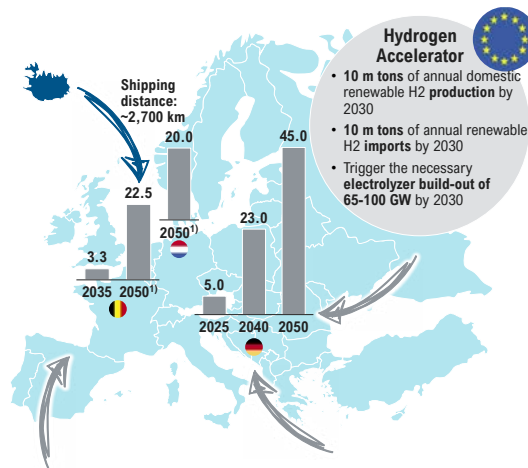 Hydrogen
Accelerator
• 10 m tons of annual domestic
renewable H2 production by
2030
• 10 m tons of annual renewable
H2 imports by 2030
• Trigger the necessary
electrolyzer build-out of
65-100 GW by 2030
Shipping
distance:
~2,700 km
20.0
2050¹⁾
3.3
22.5
2035
2050¹⁾
5.0
23.0
45.0
2025
2040
2050